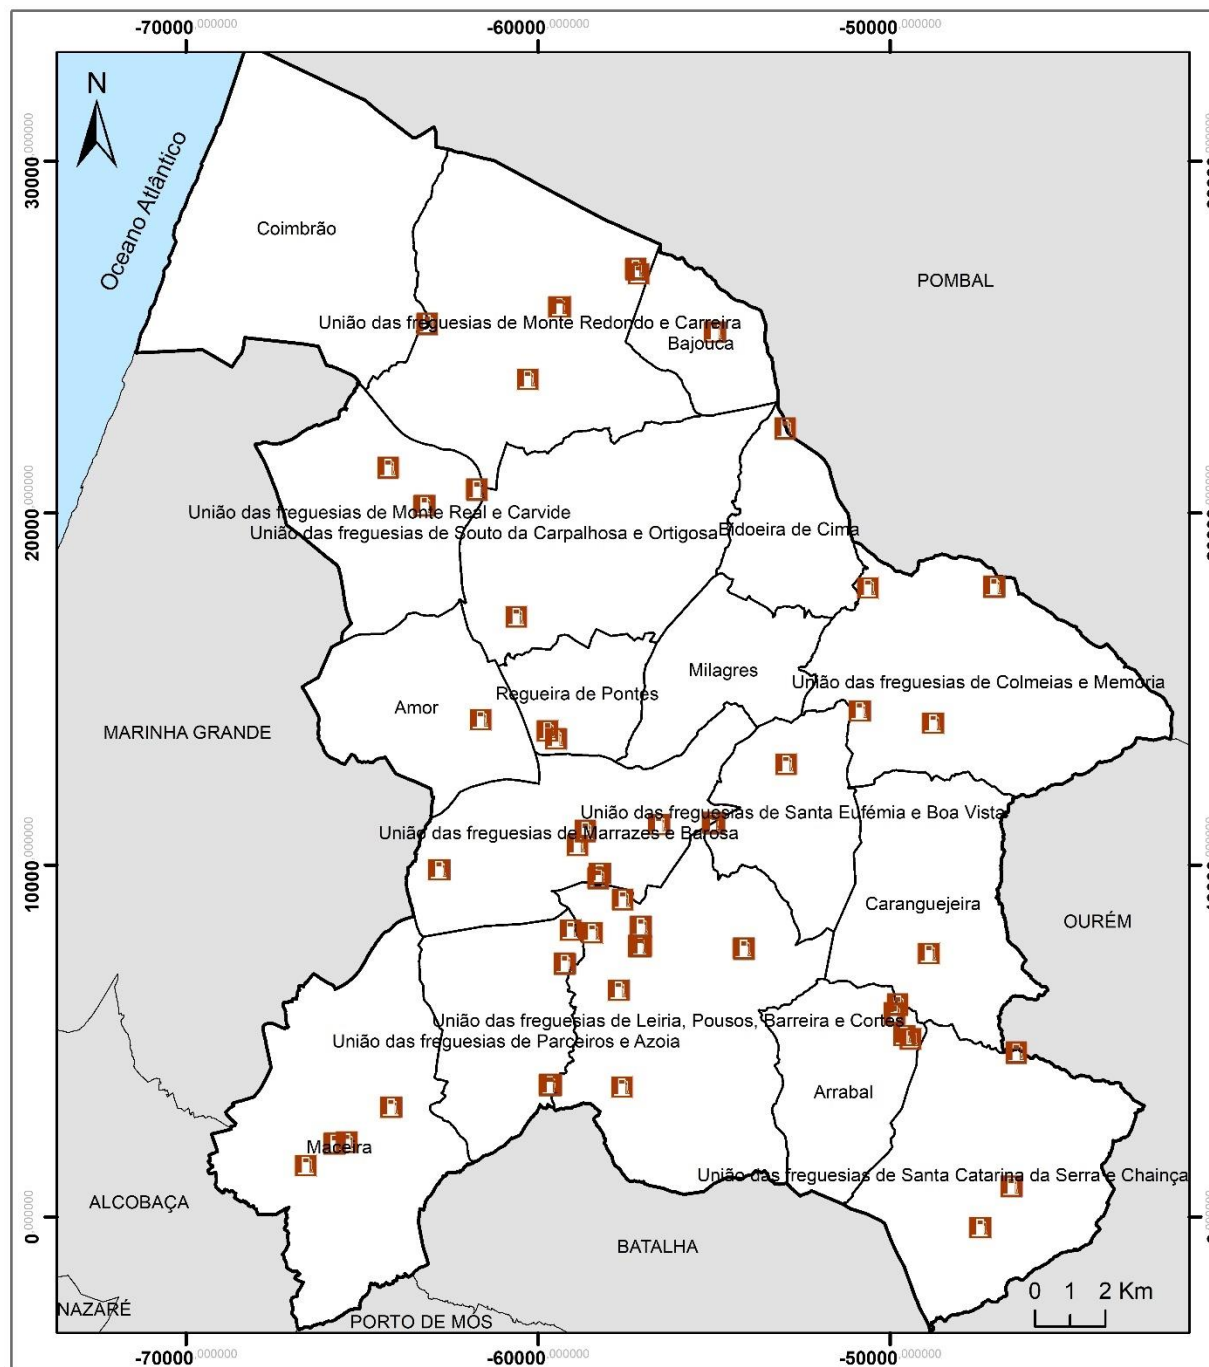 -70000,000000 -60000,000000 -50000,000000
N
30000,000000
Oceano Atlântico
Coimbrão
POMBAL
União das freguesias de Monte Redondo e Carreira
Bajouca
20000,000000
União das freguesias de Monte Real e Carvide
União das freguesias de Souto da Carpalhosa e Ortigosa
Bidoeira de Cima
Milagres
União das freguesias de Colmeias e Memória
Regueira de Pontes
Amor
MARINHA GRANDE
União das freguesias de Santa Eufémia e Boa Vista
União das freguesias de Marrazes e Barosa
10000,000000
Caranguejeira
OURÉM
União das freguesias de Leiria, Pousos, Barreira e Cortes
União das freguesias de Parceiros e Azoia
Arrabal
Maceira
União das freguesias de Santa Catarina da Serra e Chainça
ALCOBAÇA
0,000000
BATALHA
0 1 2 Km
NAZARÉ
PORTO DE MÓS
-70000,000000 -60000,000000 -50000,000000